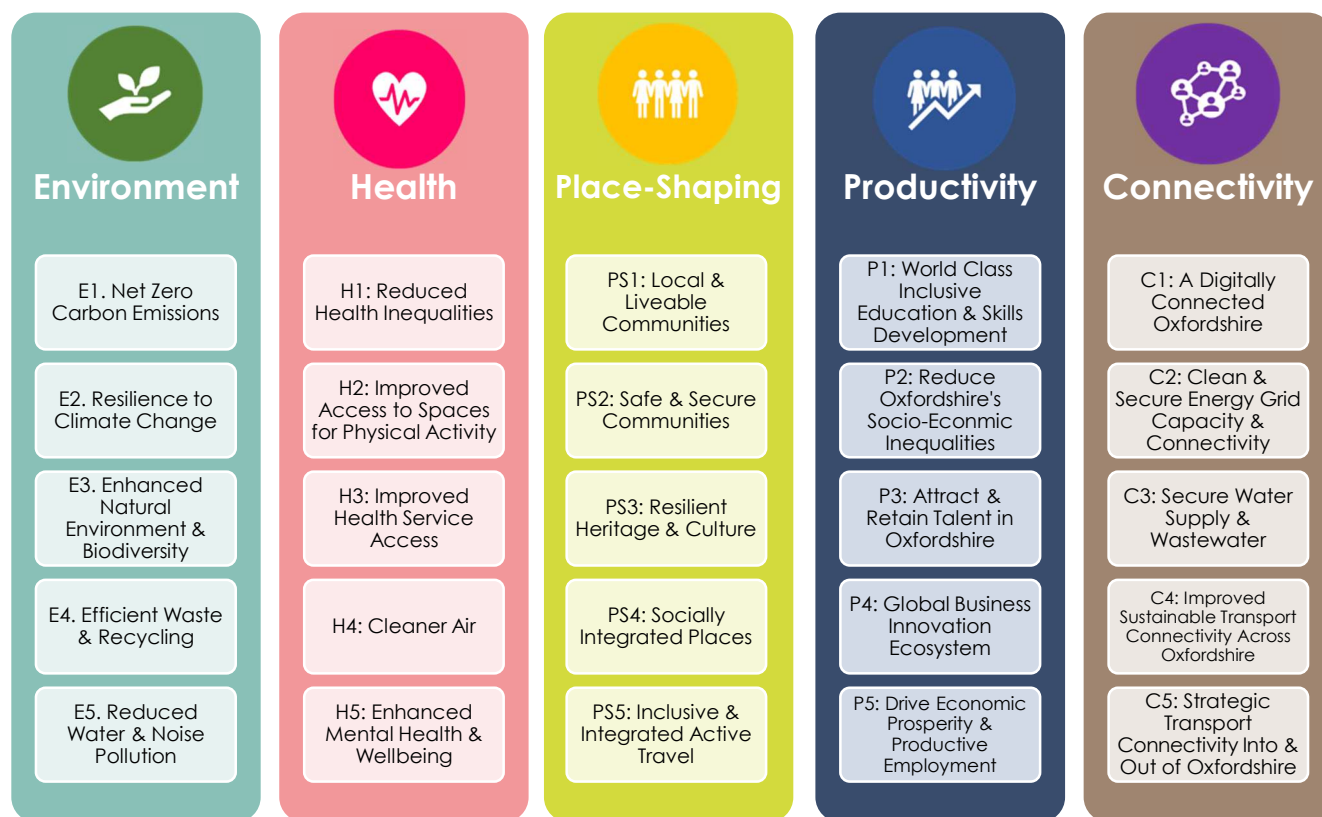 Environment
E1. Net Zero
Carbon Emissions
E2. Resilience to
Climate Change
E3. Enhanced
Natural
Environment &
Biodiversity
E4. Efficient Waste
& Recycling
E5. Reduced
Water & Noise
Pollution
Health
H1: Reduced
Health Inequalities
H2: Improved
Access to Spaces
for Physical Activity
H3: Improved
Health Service
Access
H4: Cleaner Air
H5: Enhanced
Mental Health &
Wellbeing
Place-Shaping
PS1: Local &
Liveable
Communities
PS2: Safe & Secure
Communities
PS3: Resilient
Heritage & Culture
PS4: Socially
Integrated Places
PS5: Inclusive &
Integrated Active
Travel
Productivity
P1: World Class
Inclusive
Education & Skills
Development
P2: Reduce
Oxfordshire's
Socio-Econmic
Inequalities
P3: Attract &
Retain Talent in
Oxfordshire
P4: Global Business
Innovation
Ecosystem
P5: Drive Economic
Prosperity &
Productive
Employment
Connectivity
C1: A Digitally
Connected
Oxfordshire
C2: Clean &
Secure Energy Grid
Capacity &
Connectivity
C3: Secure Water
Supply &
Wastewater
C4: Improved
Sustainable Transport
Connectivity Across
Oxfordshire
C5: Strategic
Transport
Connectivity Into &
Out of Oxfordshire